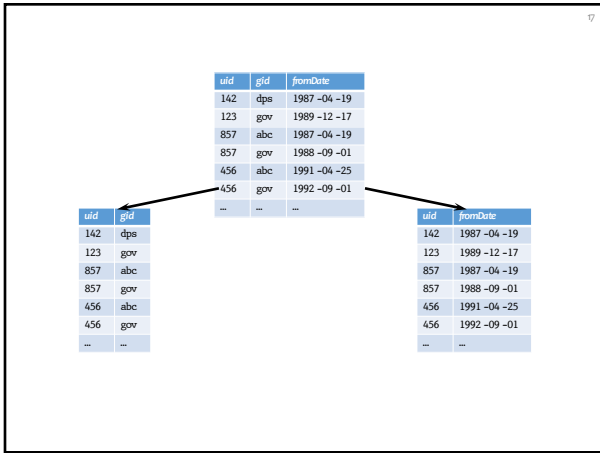 17
uid gid fromDate
142 dps 1987 -04 -19
123 gov 1989 -12 -17
857 abc 1987 -04 -19
857 gov 1988 -09 -01
456 abc 1991 -04 -25
456 gov 1992 -09 -01
... ... ...
uid gid
142 dps
123 gov
857 abc
857 gov
456 abc
456 gov
... ...
uid fromDate
142 1987 -04 -19
123 1989 -12 -17
857 1987 -04 -19
857 1988 -09 -01
456 1991 -04 -25
456 1992 -09 -01
... ...